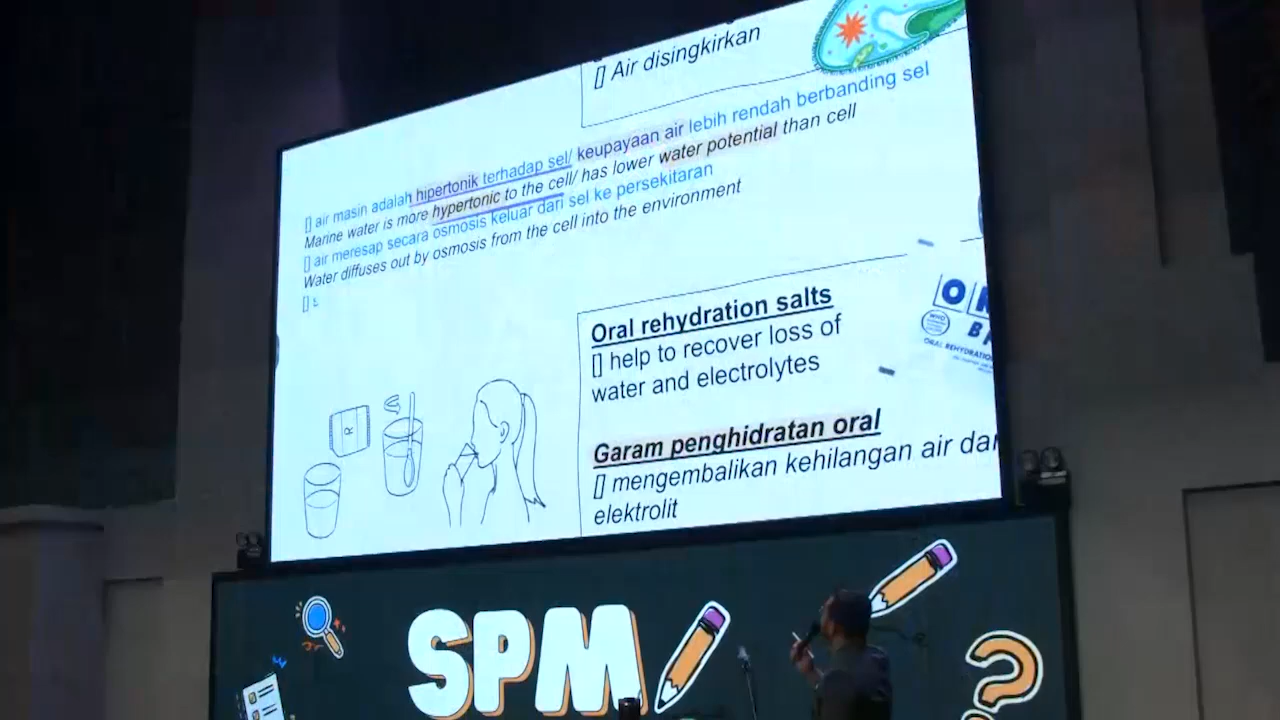 [] Air disingkirkan
[] air masin adalah hipertonik terhadap sel/ keupayaan air lebih rendah berbanding sel
Marine water is more hypertonic to the cell/ has lower water potential than cell
[] air meresap secara osmosis keluar dari sel ke persekitaran
Water diffuses out by osmosis from the cell into the environment
[]
Oral rehydration salts
[] help to recover loss of
water and electrolytes
Garam penghidratan oral
[] mengembalikan kehilangan air dan
elektrolit
O
ORAL REHYDRATION
SPM
?